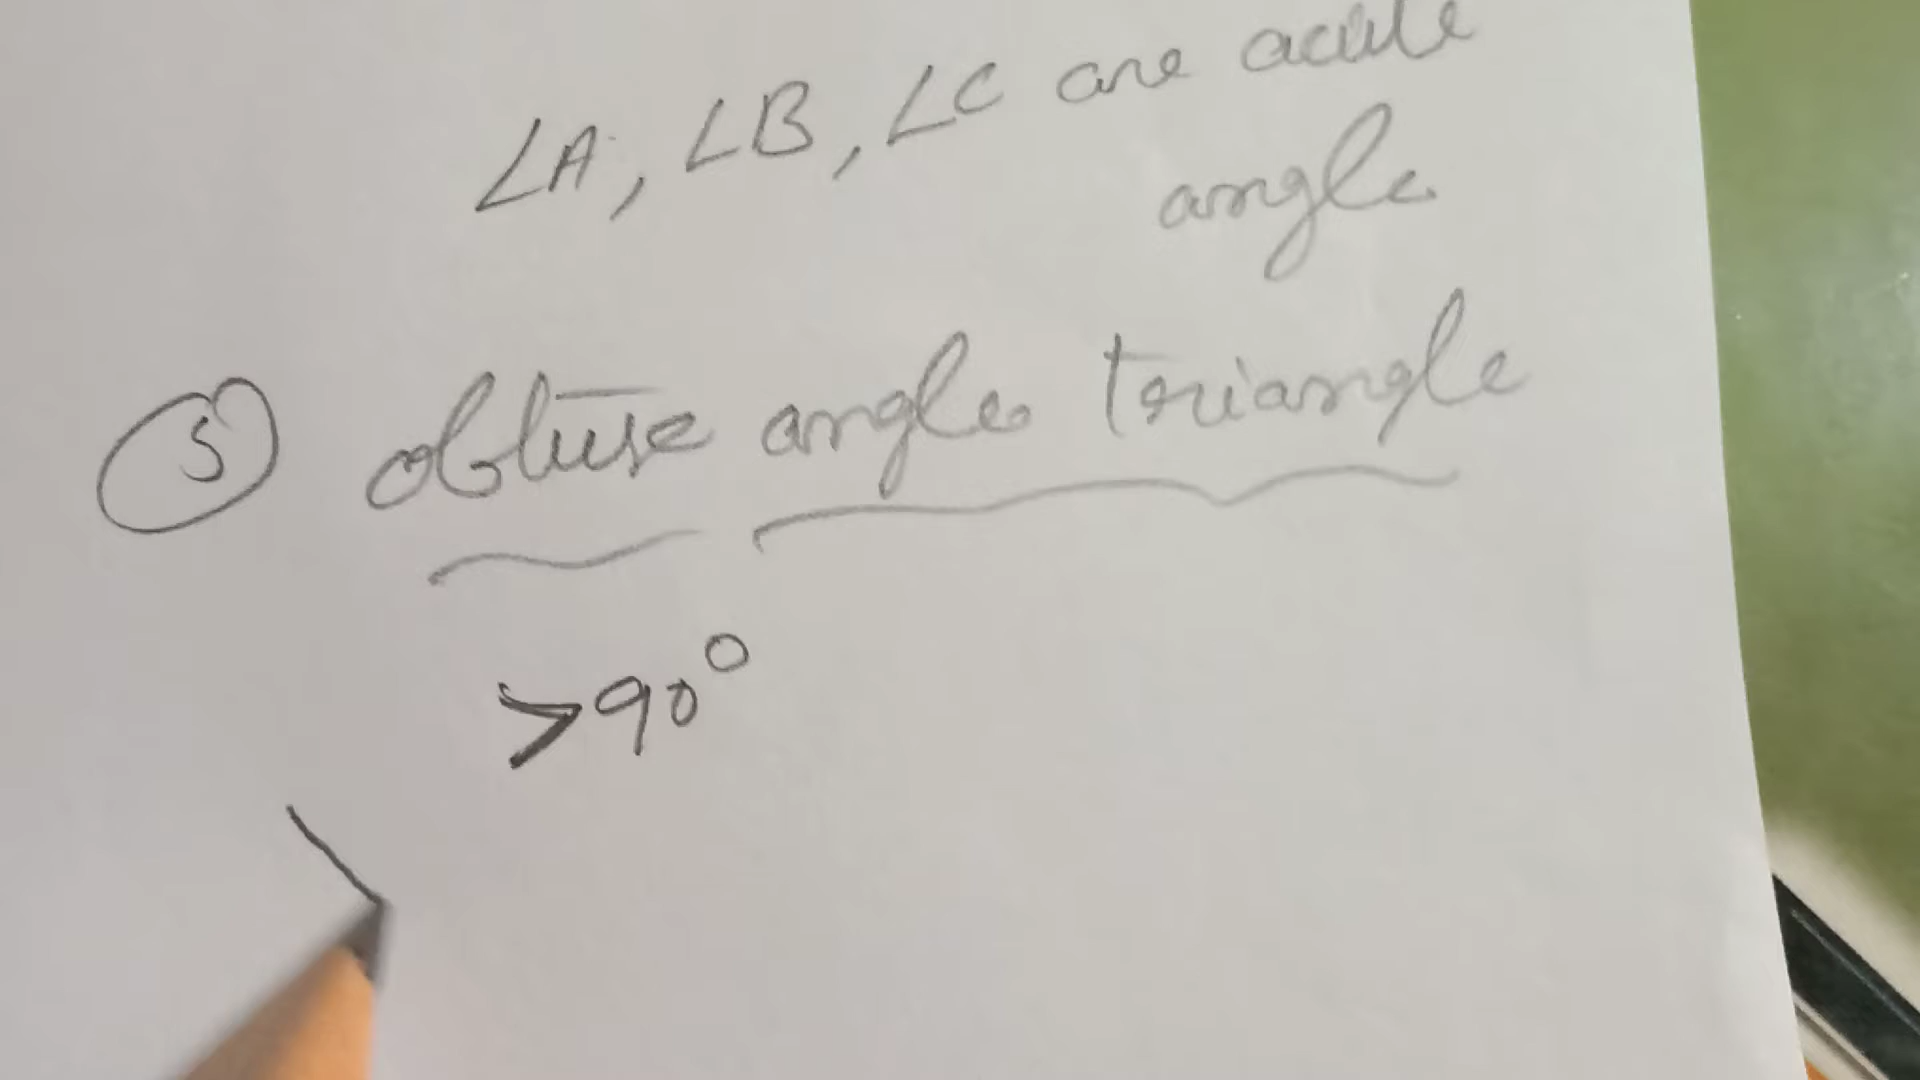 ∠A, ∠B, ∠C are acute
angle
5 obtuse angle triangle
>90°